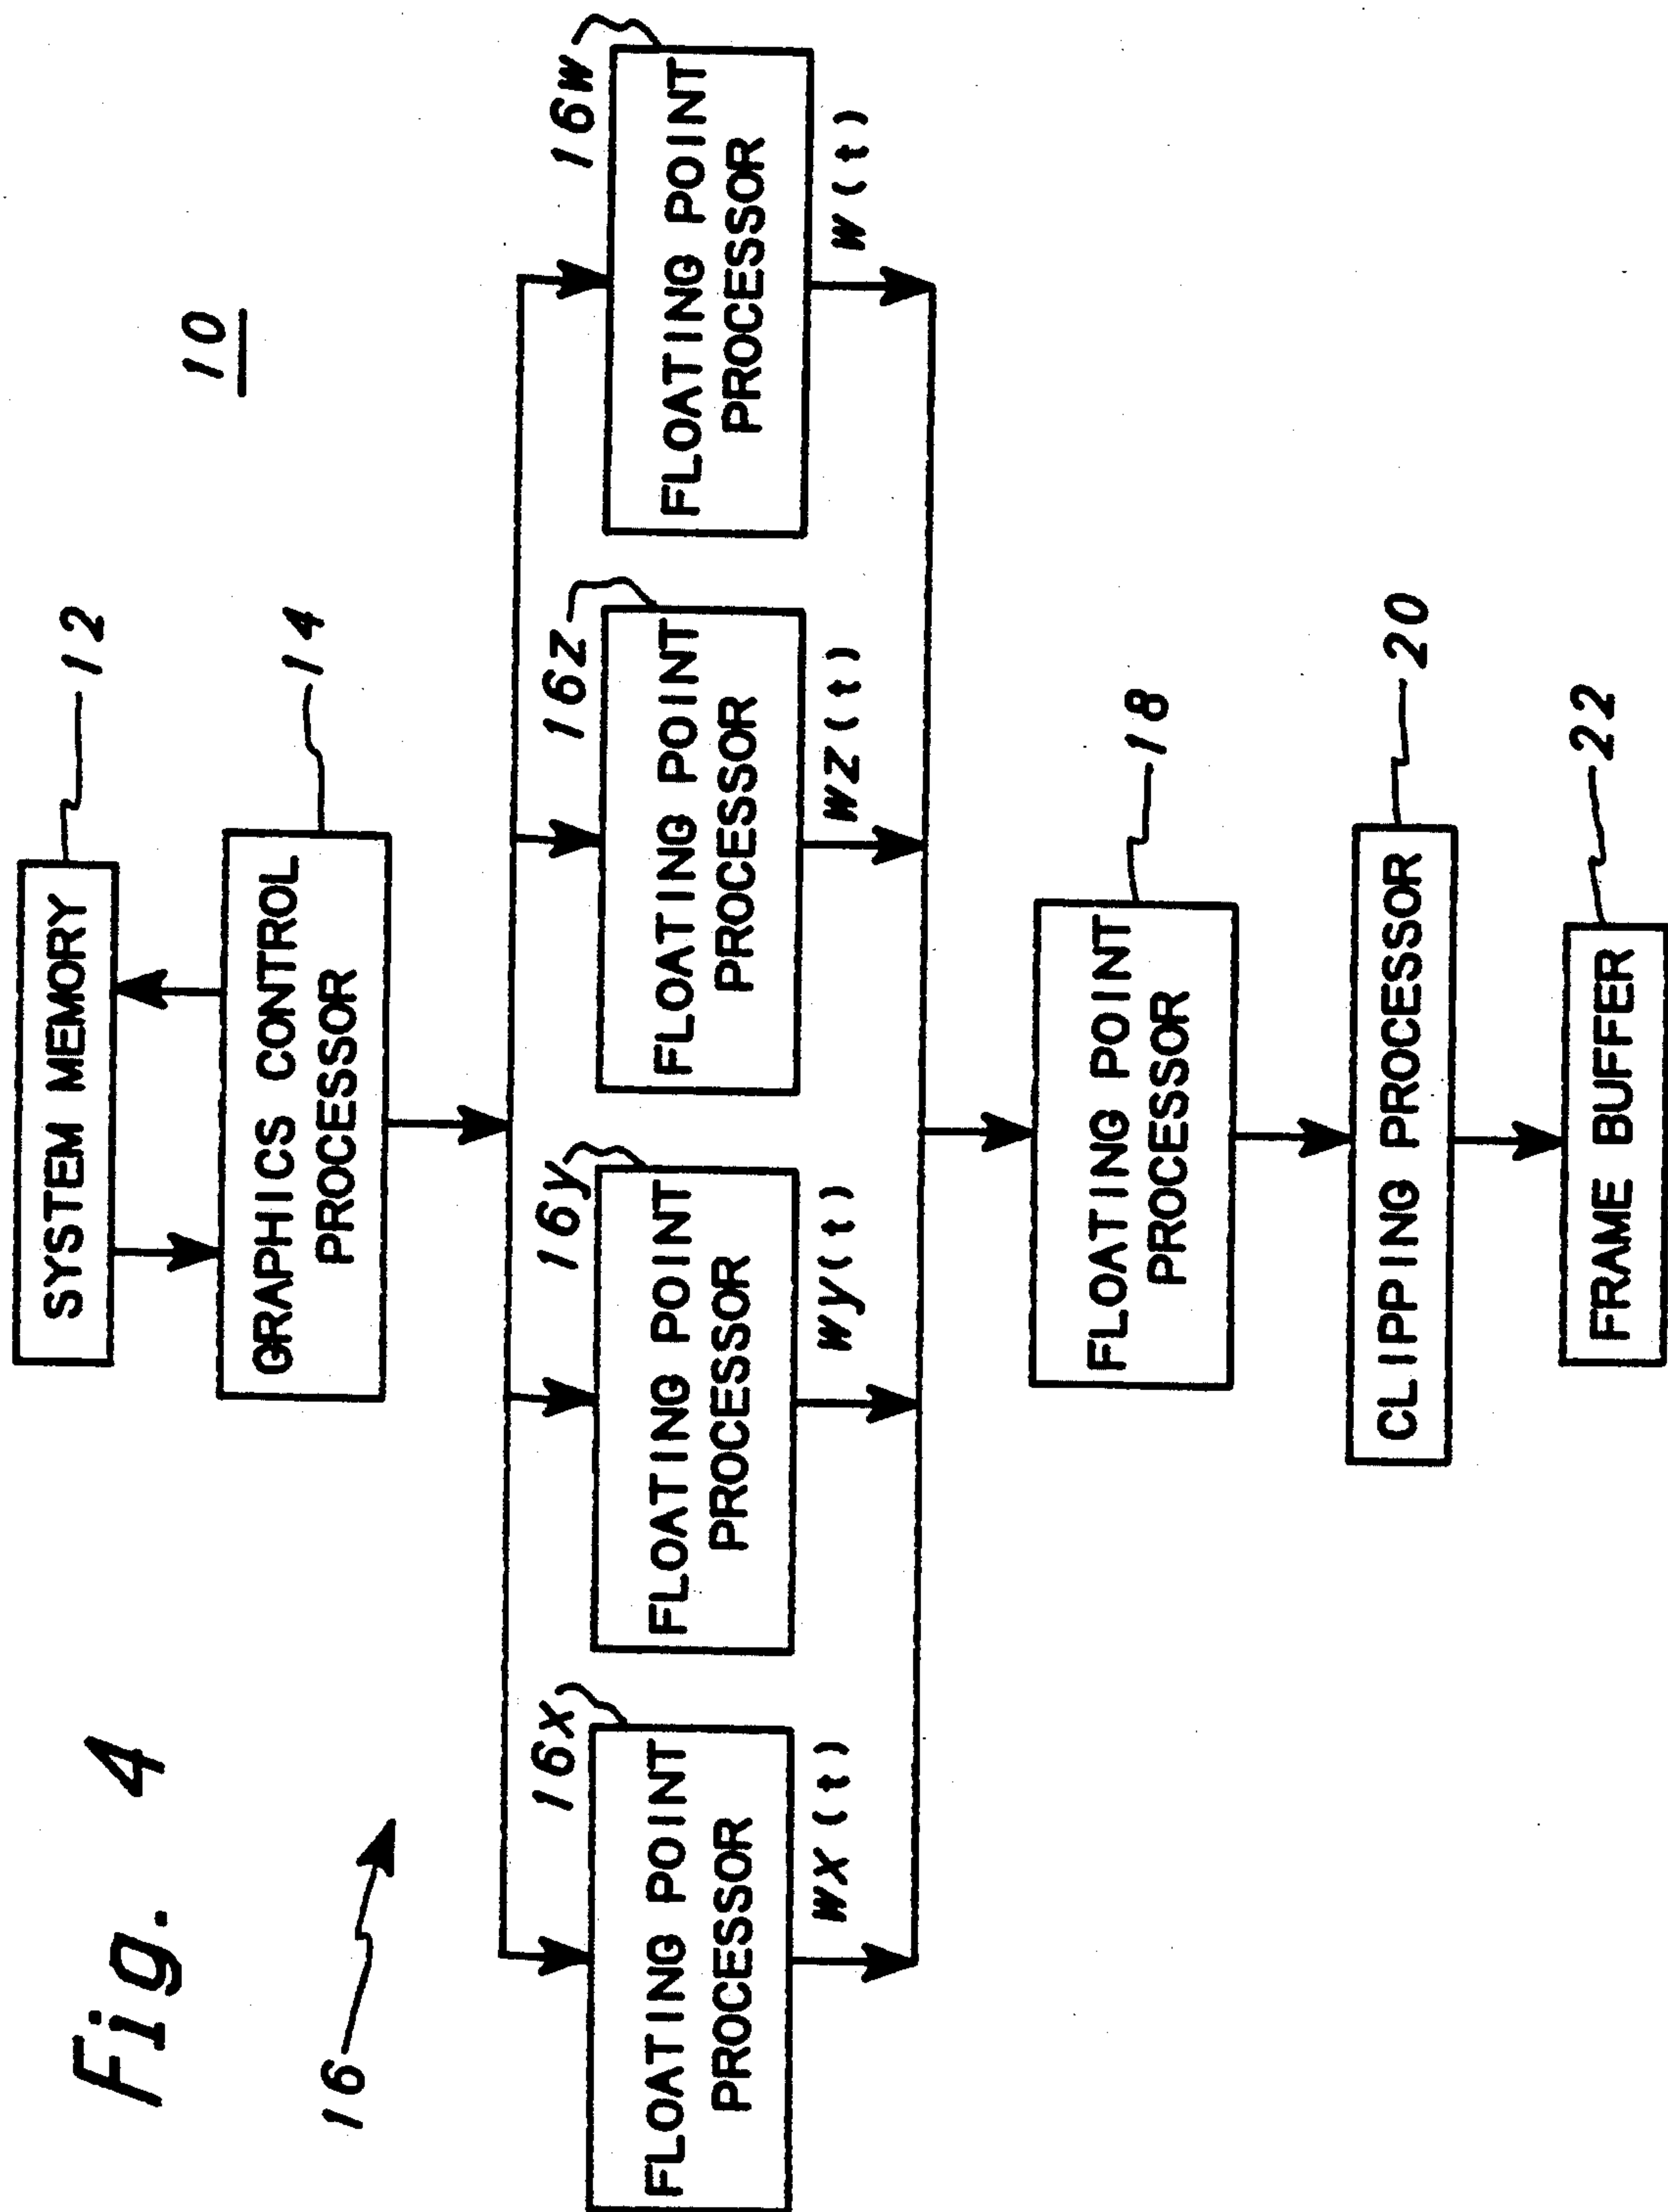 Fig. 4
10
16
SYSTEM MEMORY
12
GRAPHICS CONTROL
PROCESSOR
14
16x
FLOATING POINT
PROCESSOR
wx(t)
16y
FLOATING POINT
PROCESSOR
wy(t)
16z
FLOATING POINT
PROCESSOR
wz(t)
16w
FLOATING POINT
PROCESSOR
w(t)
FLOATING POINT
PROCESSOR
18
CLIPPING PROCESSOR
20
FRAME BUFFER
22